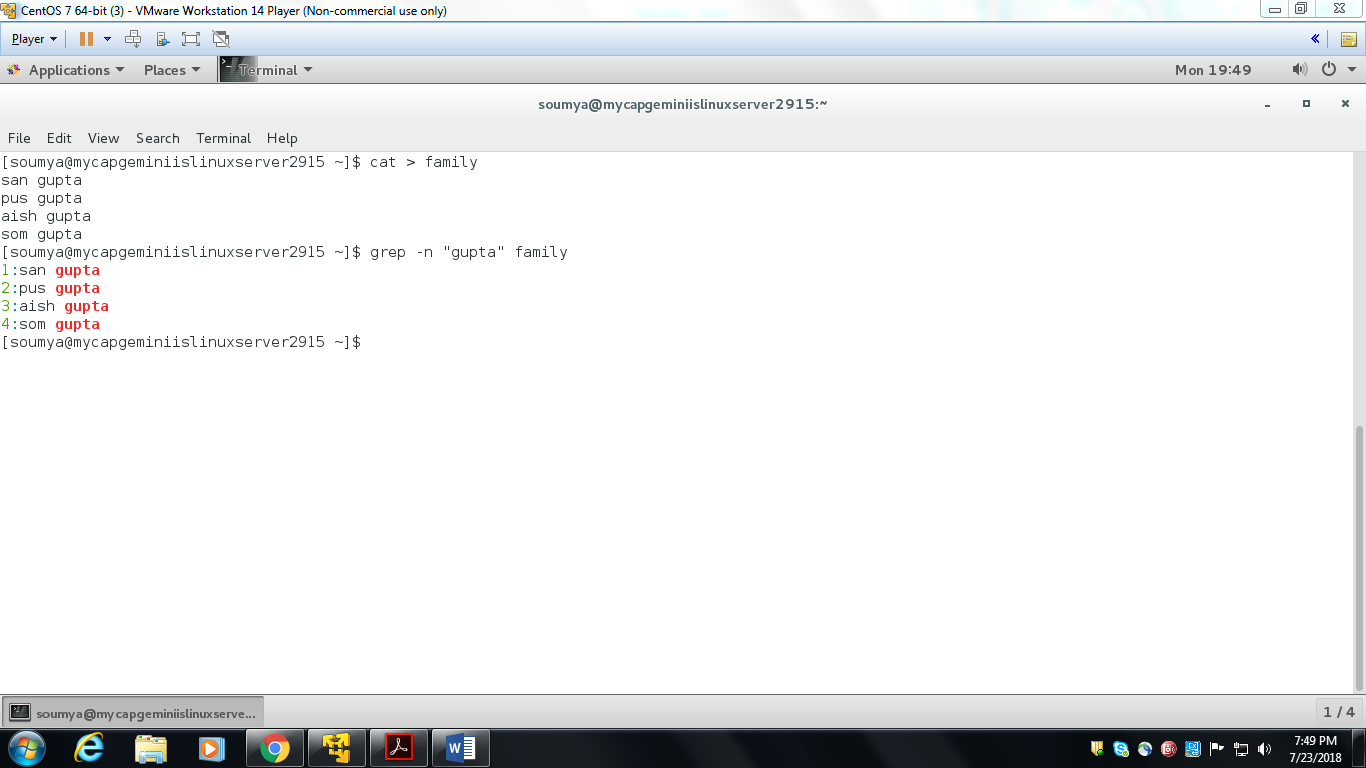 CentOS 7 64-bit (3) - VMware Workstation 14 Player (Non-commercial use only)
Player
Applications Places Terminal Mon 19:49
soumya@mycapgeminiislinuxserver2915:~
File Edit View Search Terminal Help
[soumya@mycapgeminiislinuxserver2915 ~]$ cat > family
san gupta
pus gupta
aish gupta
som gupta
[soumya@mycapgeminiislinuxserver2915 ~]$ grep -n "gupta" family
1:san gupta
2:pus gupta
3:aish gupta
4:som gupta
[soumya@mycapgeminiislinuxserver2915 ~]$
soumya@mycapgeminiislinuxserve... 1 / 4
7:49 PM
7/23/2018